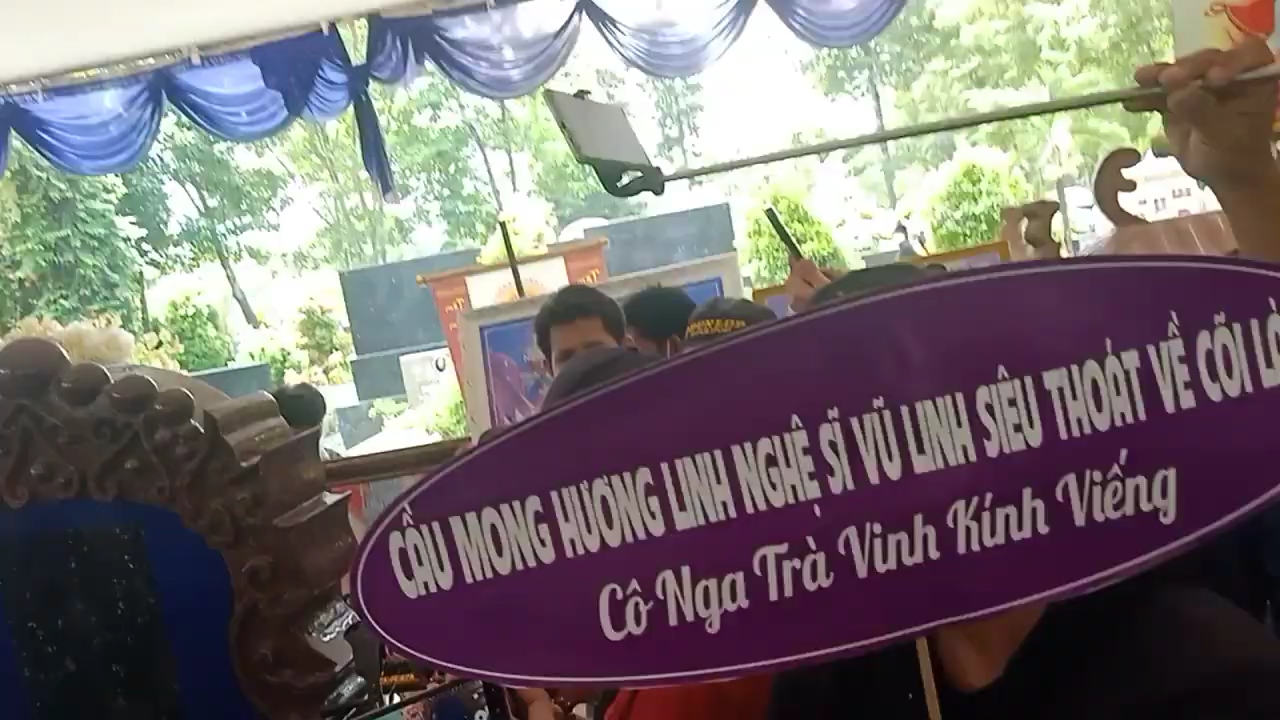 CẦU MONG HƯƠNG LINH NGHỆ SĨ VŨ LINH SIÊU THOÁT VỀ CÕI
Cô Nga Trà Vinh Kính Viếng